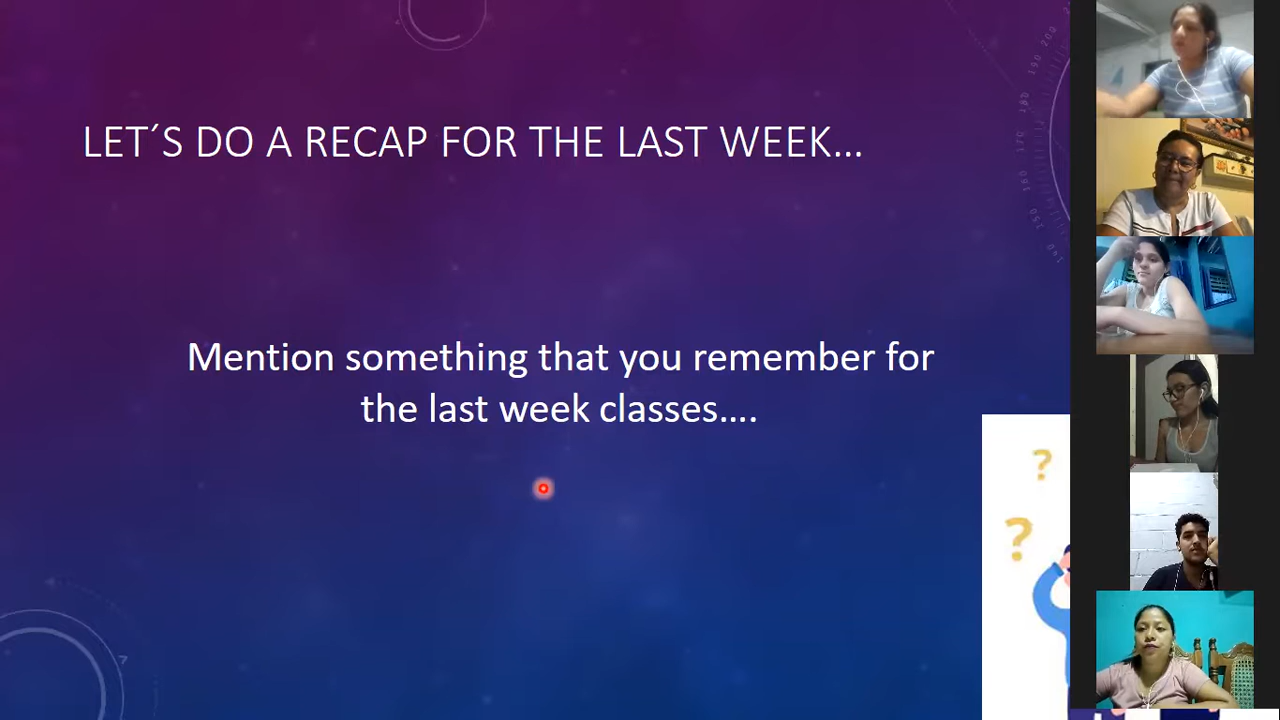 LET´S DO A RECAP FOR THE LAST WEEK…
Mention something that you remember for
the last week classes….
?
?